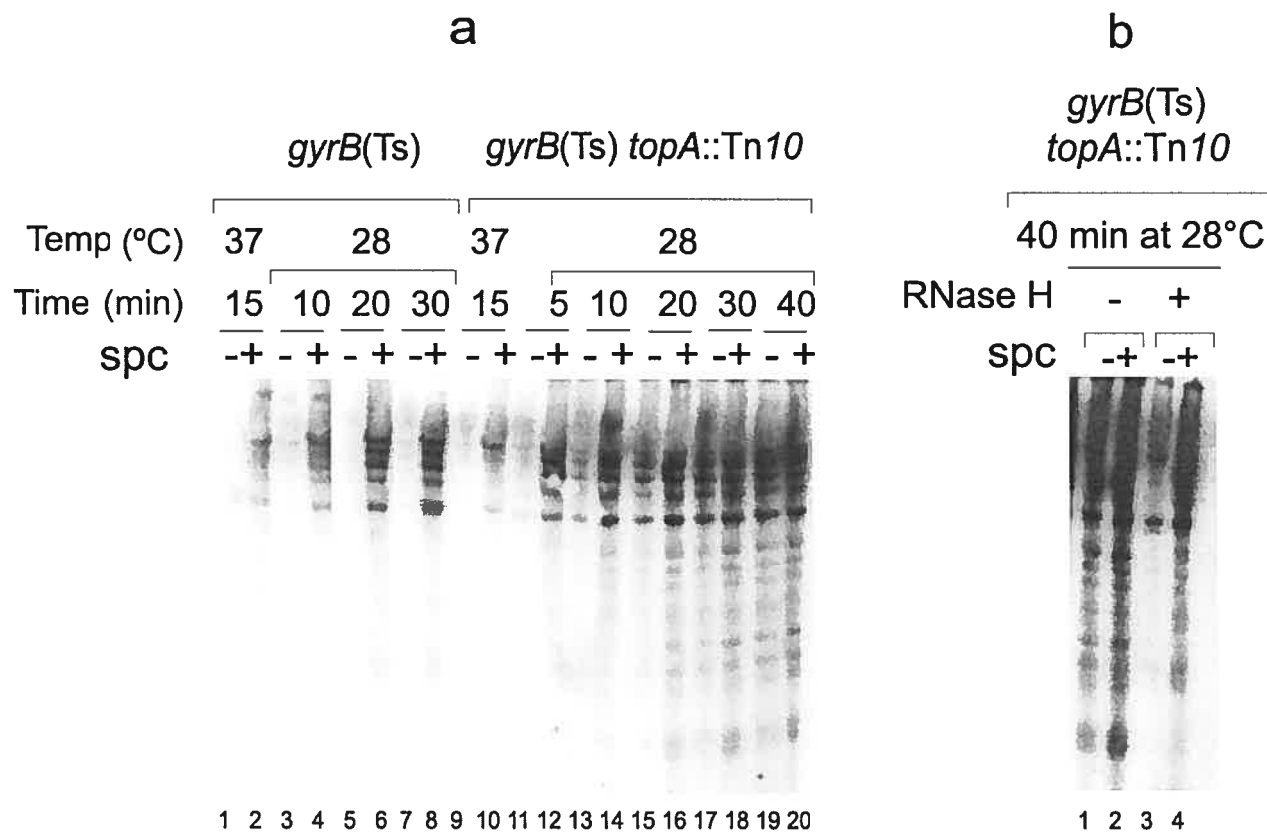 a
b
gyrB(Ts)
gyrB(Ts) topA::Tn10
gyrB(Ts)
topA::Tn10
Temp (ºC) 37 28 37 28
40 min at 28°C
Time (min) 15 10 20 30 15 5 10 20 30 40
RNase H - +
spc -+ - + - + -+ - + -+ - + - + -+ - +
spc -+ -+
1 2 3 4 5 6 7 8 9 10 11 12 13 14 15 16 17 18 19 20
1 2 3 4